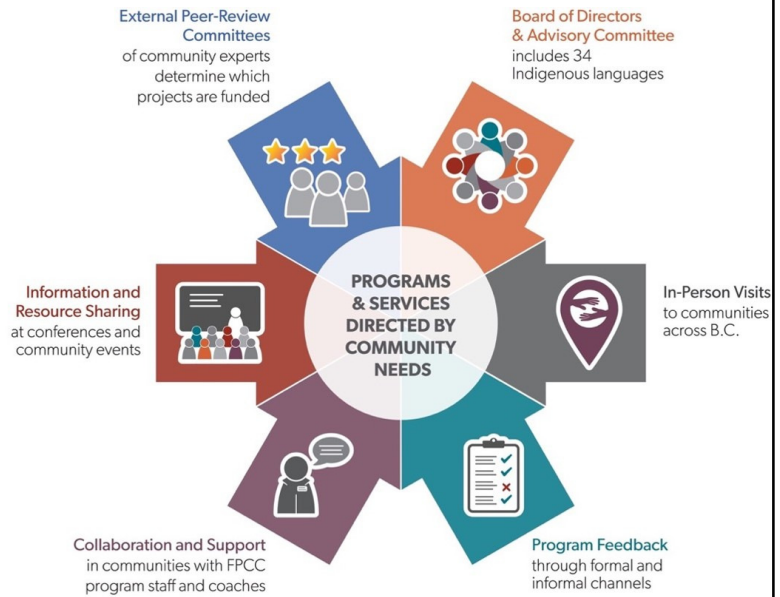 External Peer-Review
Committees
of community experts
determine which
projects are funded
Board of Directors
& Advisory Committee
includes 34
Indigenous languages
Information and
Resource Sharing
at conferences and
community events
PROGRAMS
& SERVICES
DIRECTED BY
COMMUNITY
NEEDS
In-Person Visits
to communities
across B.C.
Collaboration and Support
in communities with FPCC
program staff and coaches
Program Feedback
through formal and
informal channels